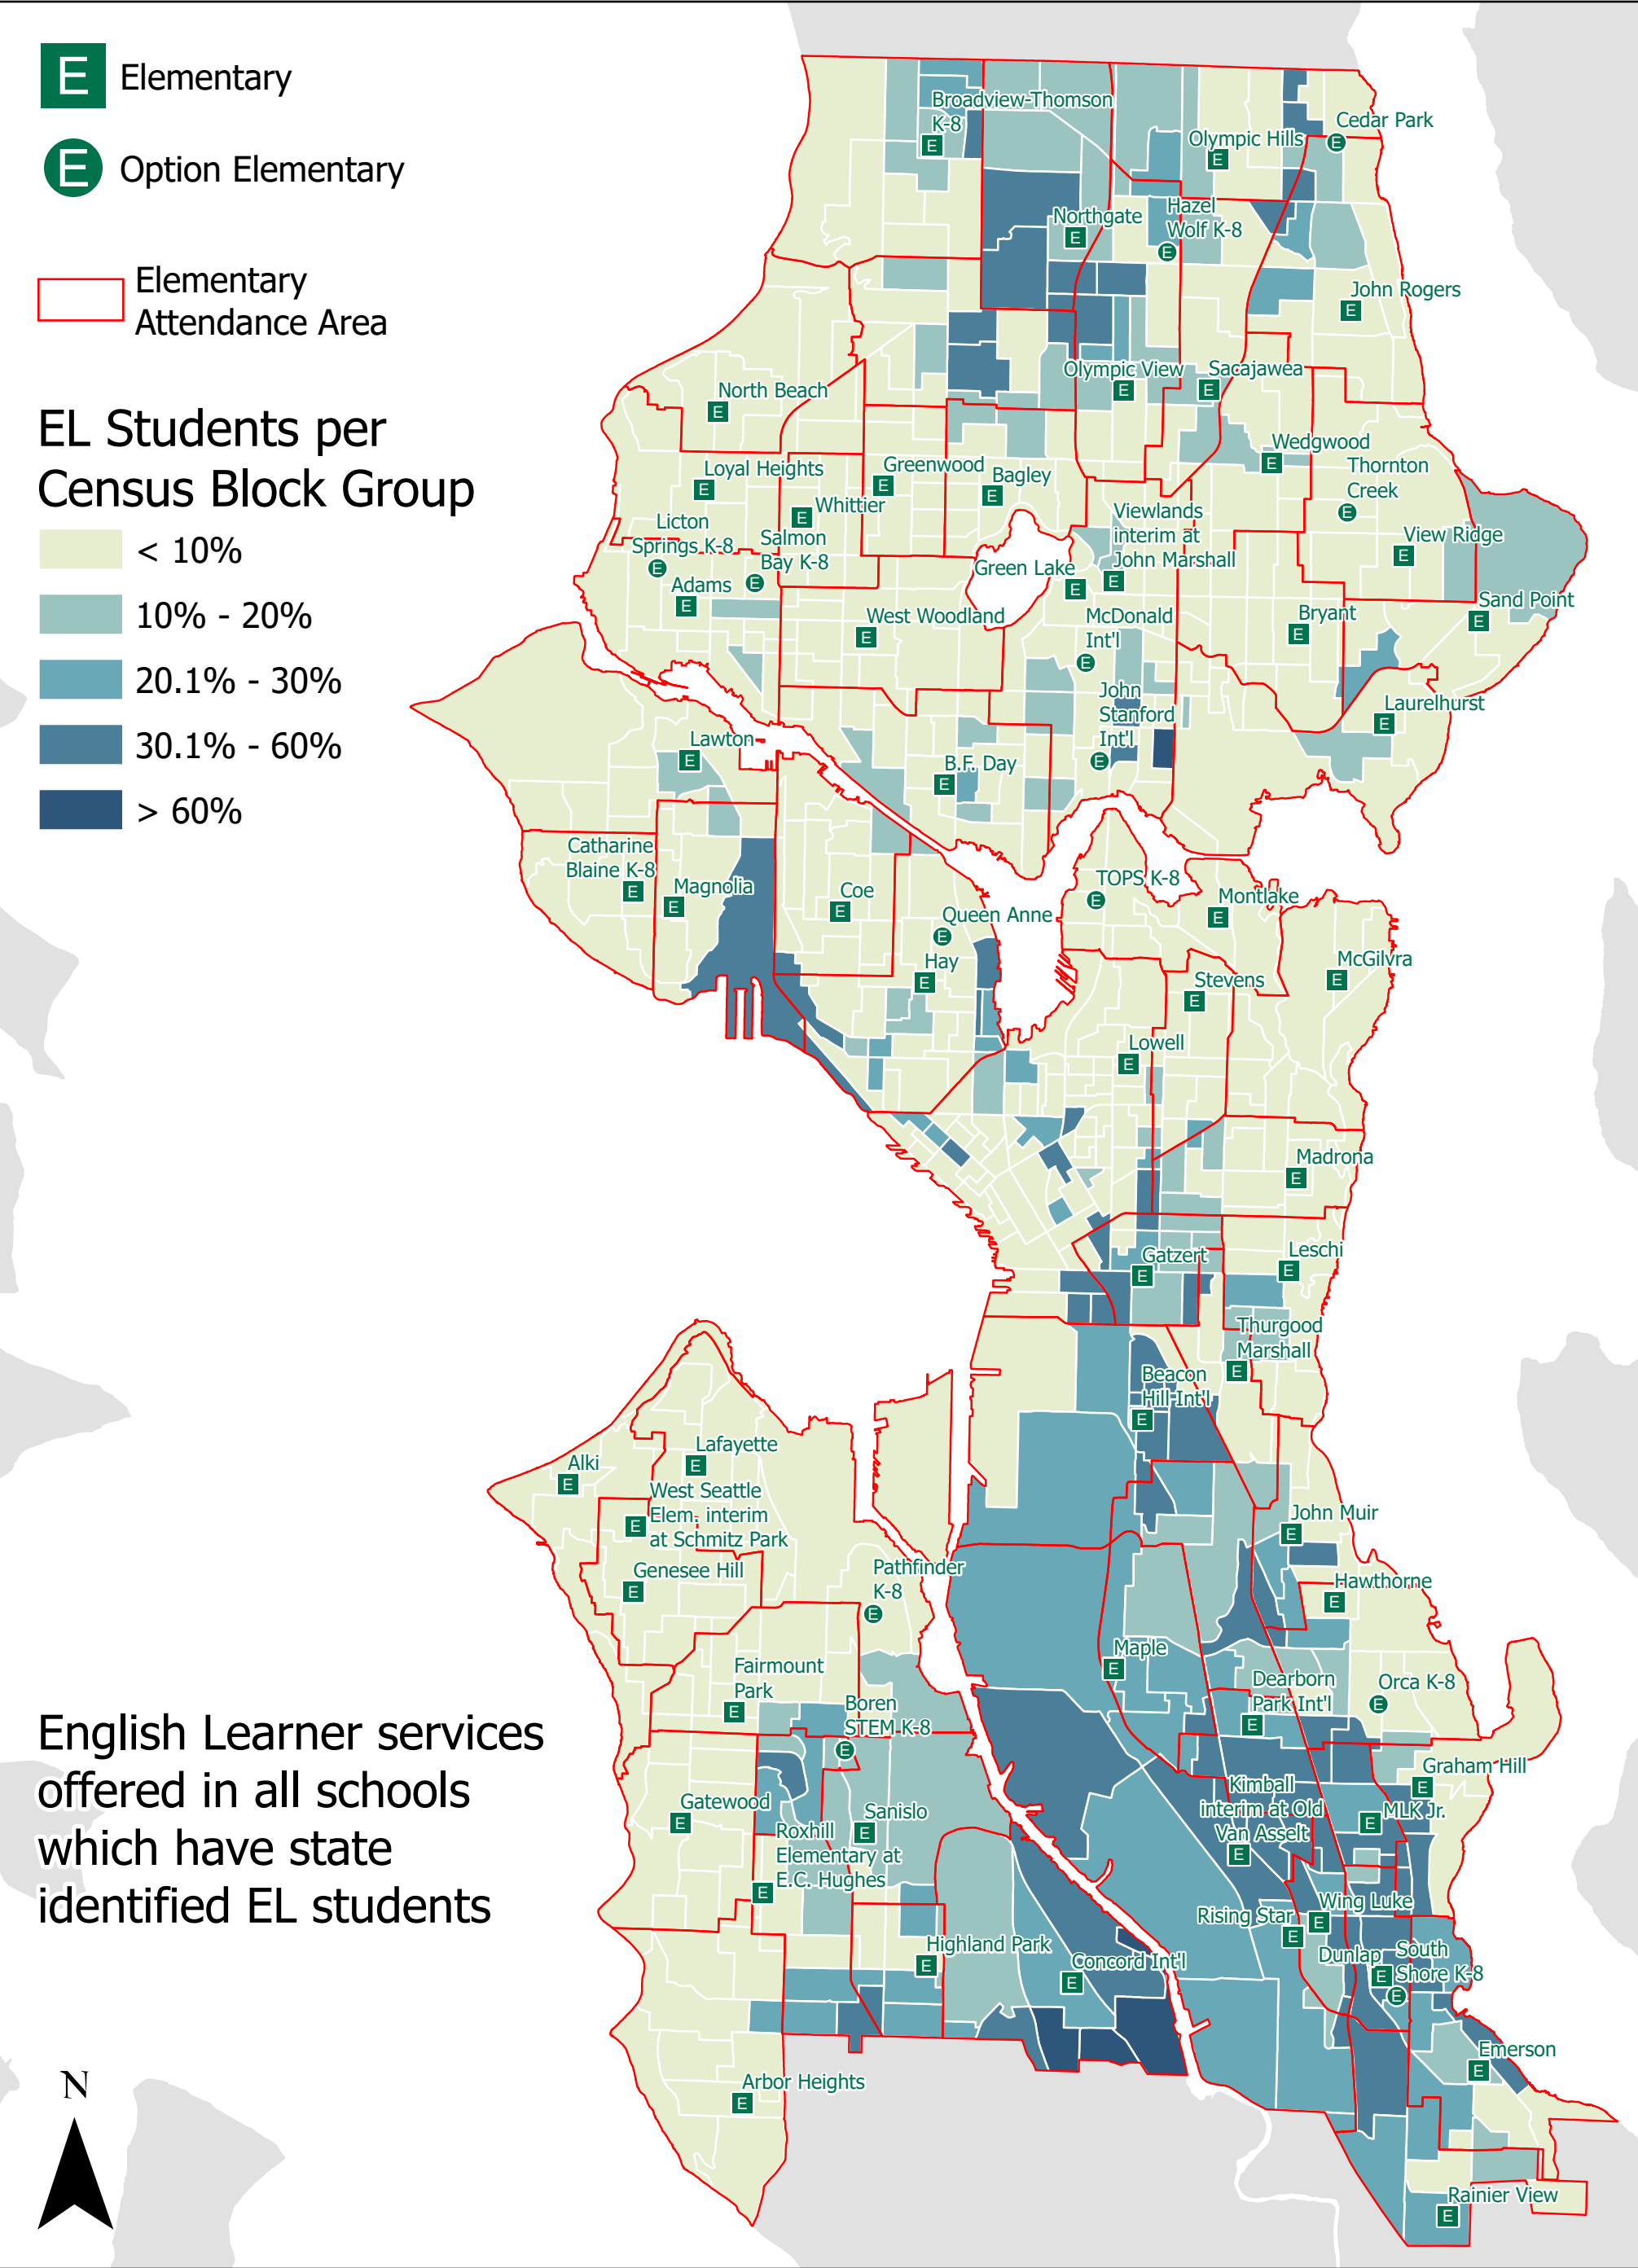 E Elementary
E Option Elementary
Elementary
Attendance Area
EL Students per
Census Block Group
< 10%
10% - 20%
20.1% - 30%
30.1% - 60%
> 60%
English Learner services
offered in all schools
which have state
identified EL students
N
Broadview-Thomson
K-8
Olympic Hills
Cedar Park
Northgate
Hazel
Wolf K-8
John Rogers
North Beach
Olympic View
Sacajawea
Loyal Heights
Greenwood
Bagley
Wedgwood
Thornton
Creek
Whittier
Licton
Springs K-8
Salmon
Bay K-8
Viewlands
interim at
John Marshall
View Ridge
Green Lake
Adams
West Woodland
McDonald
Int'l
Bryant
Sand Point
John
Stanford
Int'l
Laurelhurst
Lawton
B.F. Day
Catharine
Blaine K-8
Magnolia
Coe
Queen Anne
Hay
TOPS K-8
Montlake
McGilvra
Stevens
Lowell
Madrona
Gatzert
Leschi
Thurgood
Marshall
Beacon
Hill Int'l
Alki
Lafayette
West Seattle
Elem. interim
at Schmitz Park
Genesee Hill
Pathfinder
K-8
John Muir
Hawthorne
Fairmount
Park
Boren
STEM K-8
Maple
Dearborn
Park Int'l
Orca K-8
Gatewood
Sanislo
Roxhill
Elementary at
E.C. Hughes
Kimball
interim at Old
Van Asselt
Graham Hill
MLK Jr.
Wing Luke
Rising Star
Highland Park
Concord Int'l
Dunlap
South
Shore K-8
Arbor Heights
Emerson
Rainier View